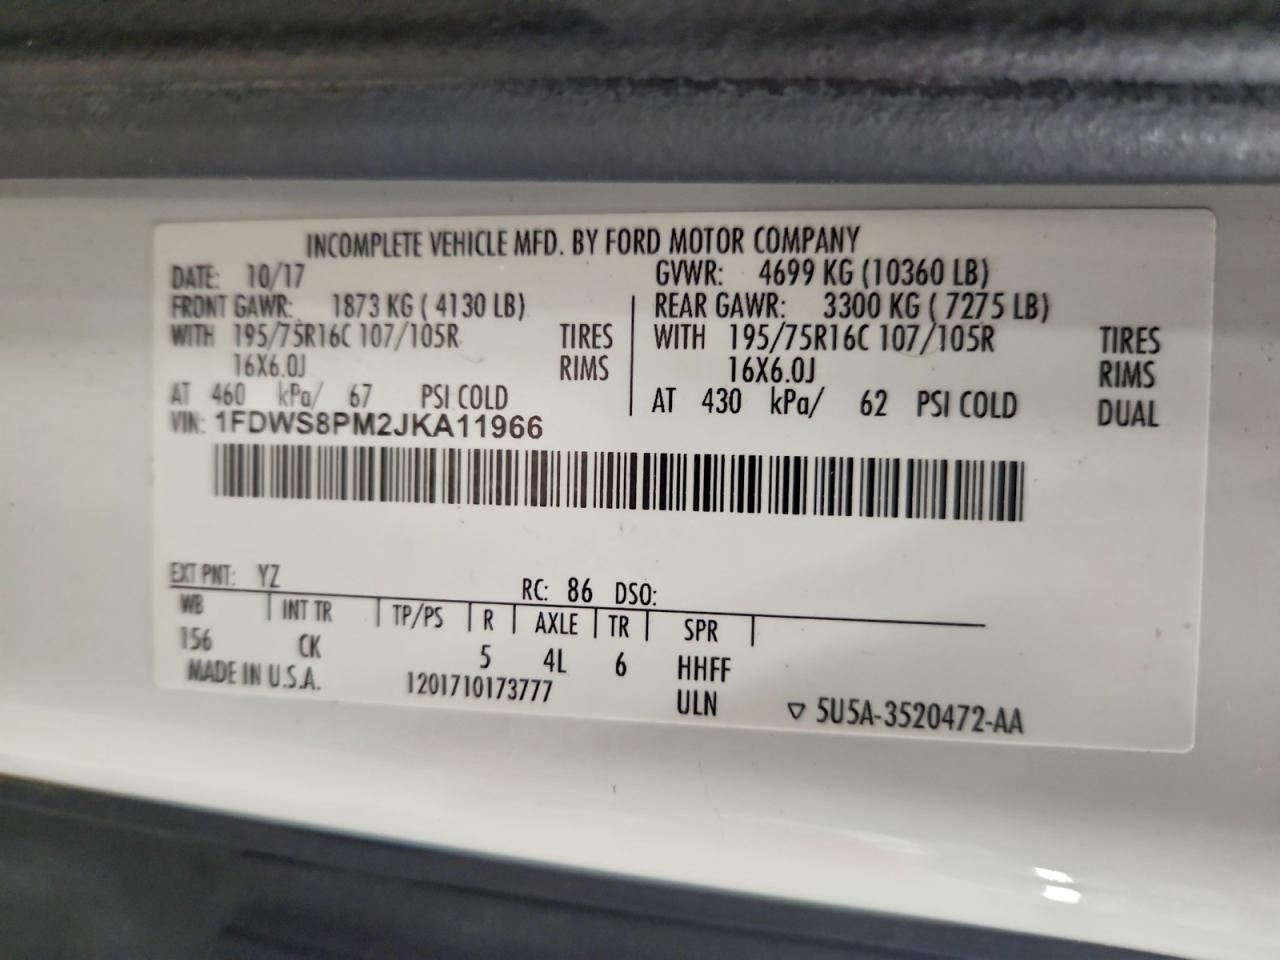 INCOMPLETE VEHICLE MFD. BY FORD MOTOR COMPANY
DATE: 10/17 GVWR: 4699 KG (10360 LB)
FRONT GAWR: 1873 KG ( 4130 LB) REAR GAWR: 3300 KG ( 7275 LB)
WITH 195/75R16C 107/105R TIRES WITH 195/75R16C 107/105R TIRES
16X6.0J RIMS 16X6.0J RIMS
AT 460 kPa/ 67 PSI COLD AT 430 kPa/ 62 PSI COLD DUAL
VIN: 1FDWS8PM2JKA11966
EXT PNT: YZ RC: 86 DSO:
WB INT TR TP/PS R AXLE TR SPR
156 CK 5 4L 6 HHFF
MADE IN U.S.A. 1201710173777 ULN ▽ 5U5A-3520472-AA